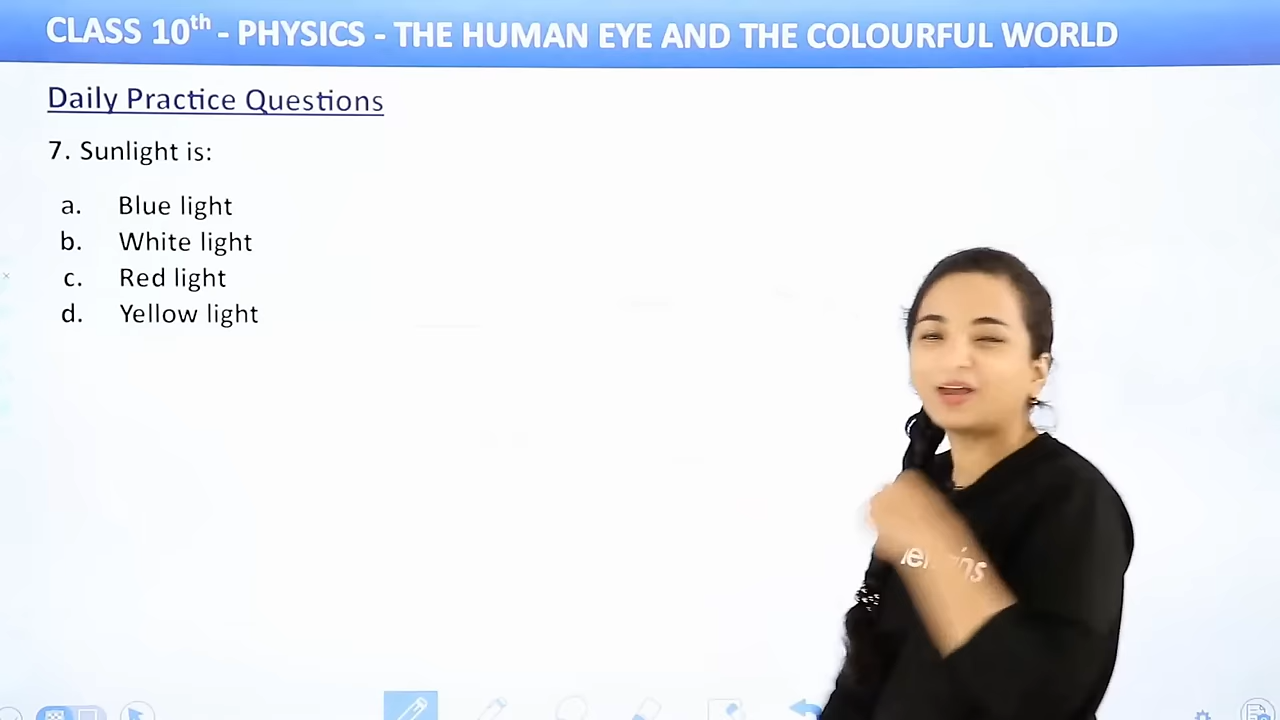 CLASS 10th - PHYSICS - THE HUMAN EYE AND THE COLOURFUL WORLD
Daily Practice Questions
7. Sunlight is:
a. Blue light
b. White light
c. Red light
d. Yellow light